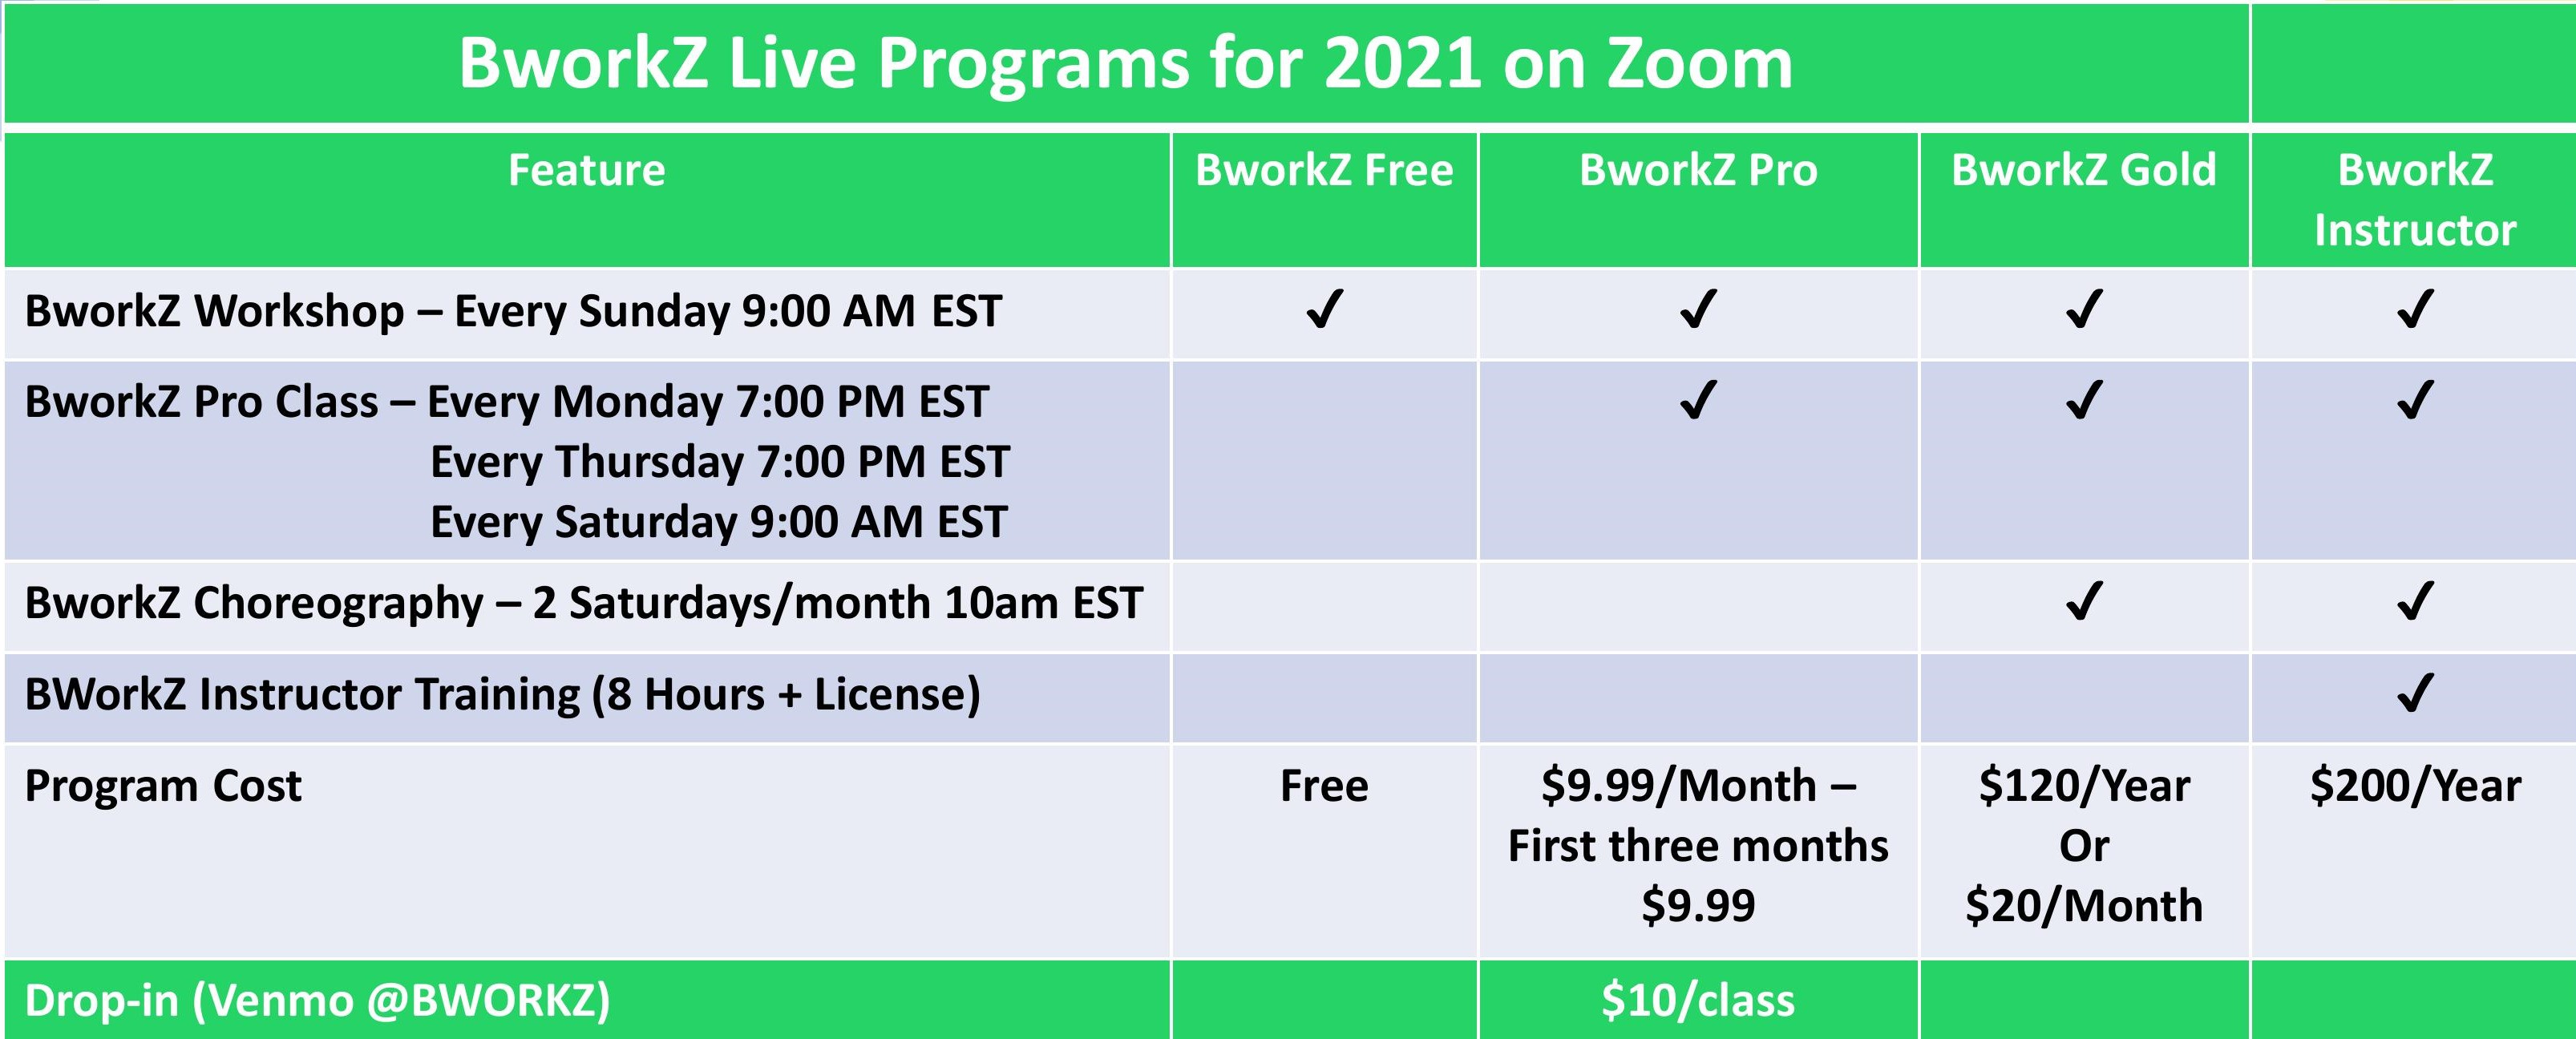 BworkZ Live Programs for 2021 on Zoom
Feature BworkZ Free BworkZ Pro BworkZ Gold BworkZ
Instructor
BworkZ Workshop – Every Sunday 9:00 AM EST ✓ ✓ ✓ ✓
BworkZ Pro Class – Every Monday 7:00 PM EST ✓ ✓ ✓
Every Thursday 7:00 PM EST
Every Saturday 9:00 AM EST
BworkZ Choreography – 2 Saturdays/month 10am EST ✓ ✓
BWorkZ Instructor Training (8 Hours + License) ✓
Program Cost Free $9.99/Month – $120/Year $200/Year
First three months Or
$9.99 $20/Month
Drop-in (Venmo @BWORKZ) $10/class